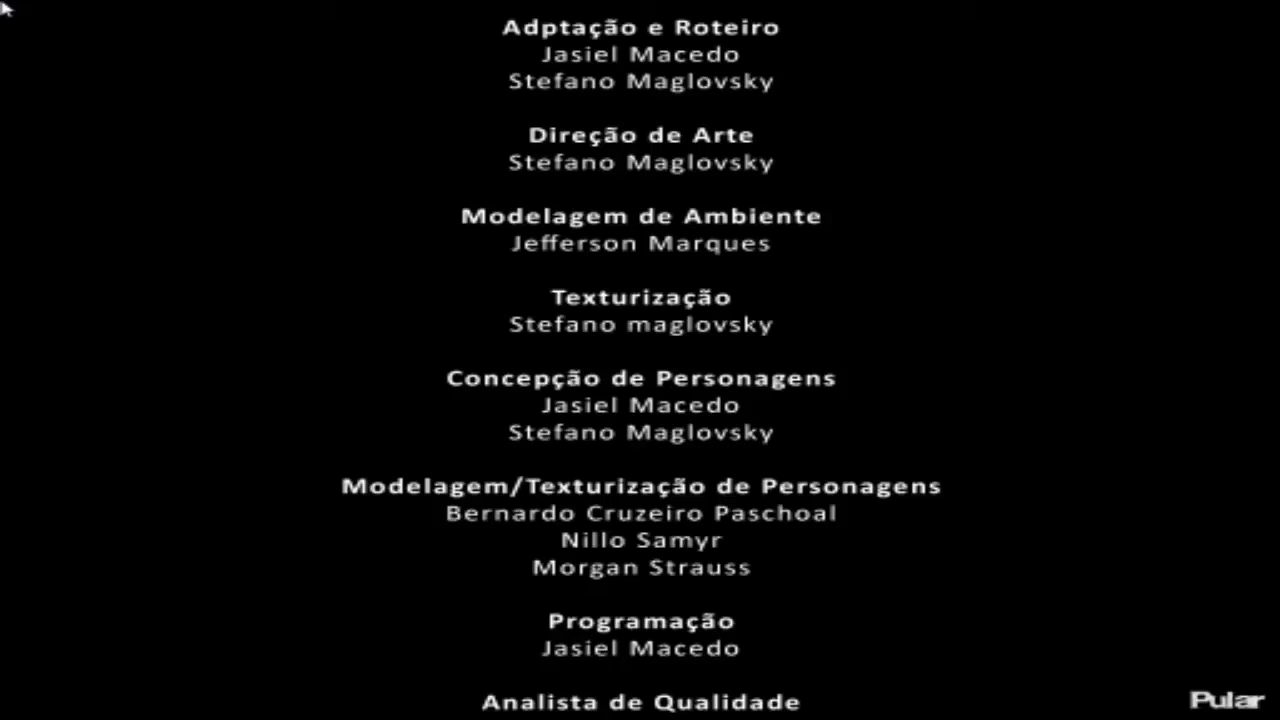 Adptação e Roteiro
Jasiel Macedo
Stefano Maglovsky
Direção de Arte
Stefano Maglovsky
Modelagem de Ambiente
Jefferson Marques
Texturização
Stefano maglovsky
Concepção de Personagens
Jasiel Macedo
Stefano Maglovsky
Modelagem/Texturização de Personagens
Bernardo Cruzeiro Paschoal
Nillo Samyr
Morgan Strauss
Programação
Jasiel Macedo
Analista de Qualidade
Pular